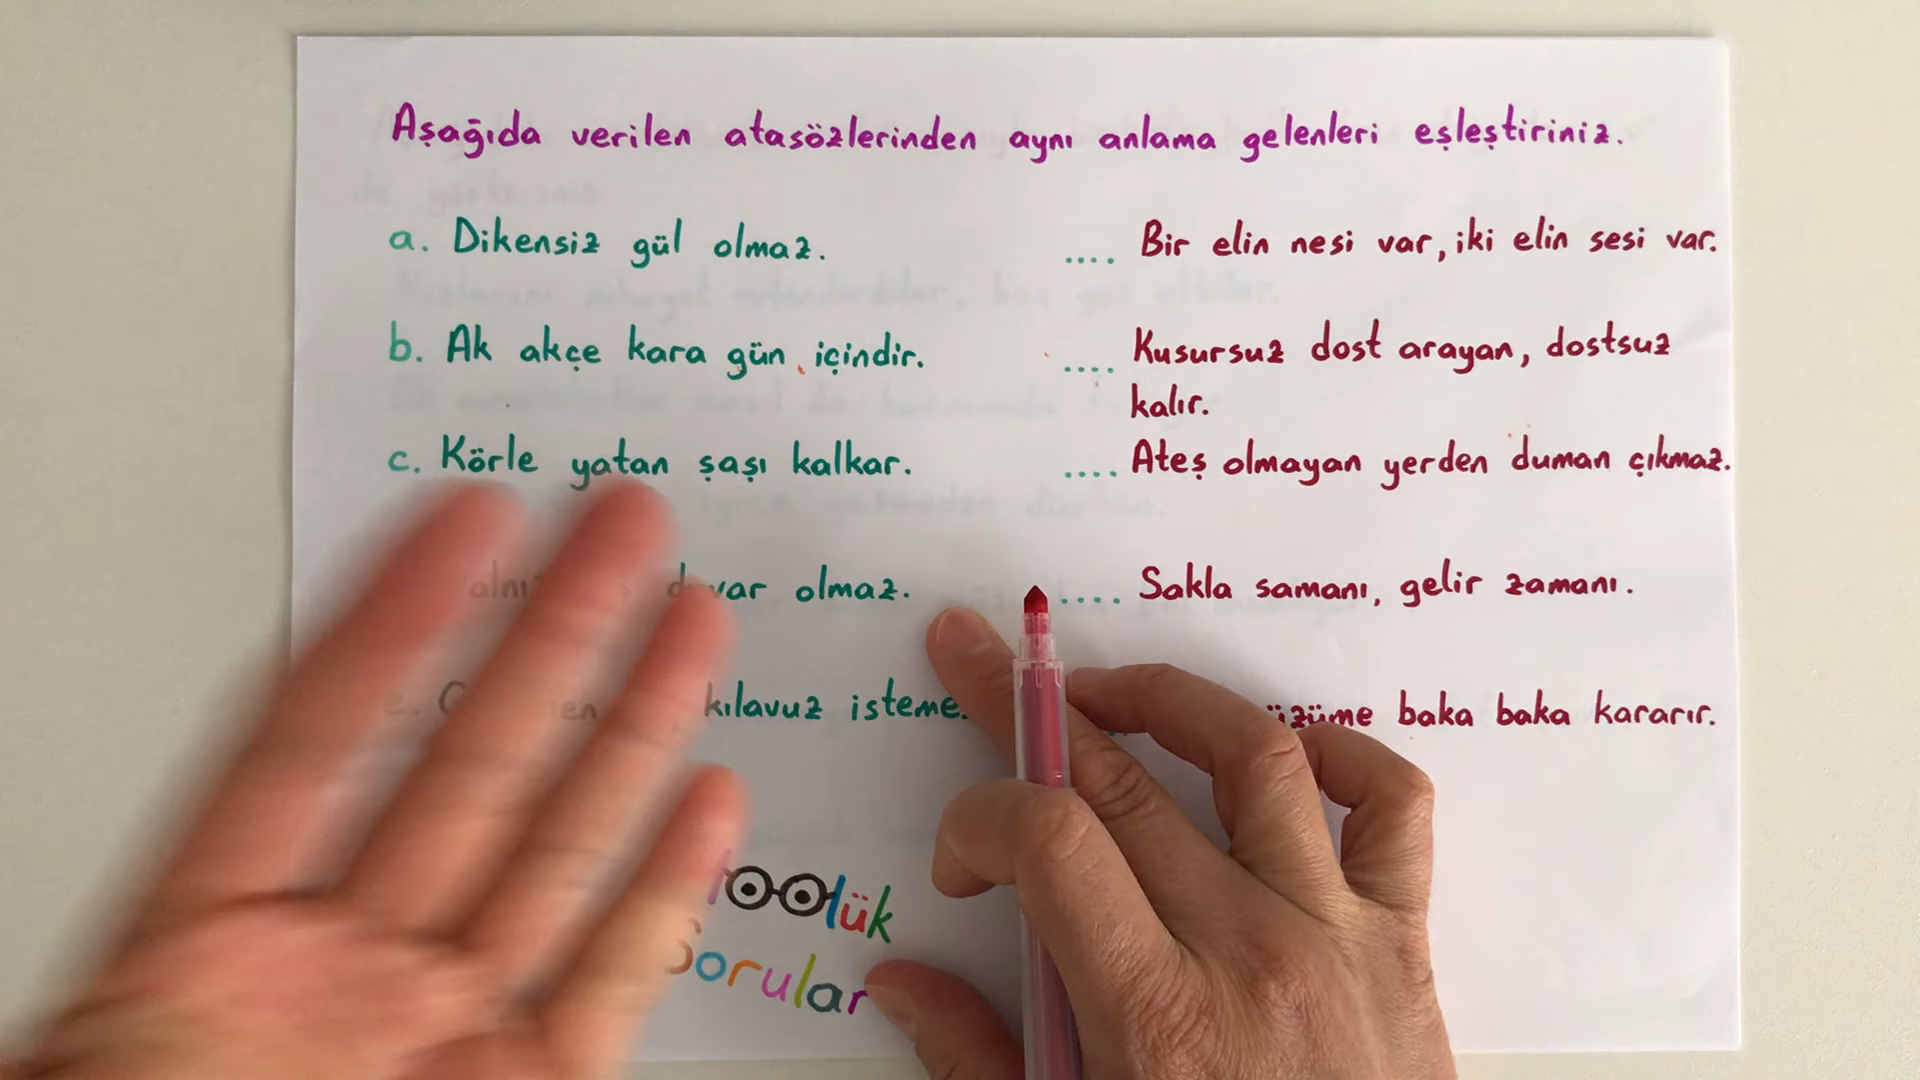 Aşağıda verilen atasözlerinden aynı anlama gelenleri eşleştiriniz.
a. Dikensiz gül olmaz.
.... Bir elin nesi var, iki elin sesi var.
b. Ak akçe kara gün içindir.
.... Kusursuz dost arayan, dostsuz
kalır.
c. Körle yatan şaşı kalkar.
.... Ateş olmayan yerden duman çıkmaz.
olmaz.
.... Sakla samanı, gelir zamanı.
e. kılavuz isteme
baka baka kararır.
Sorular